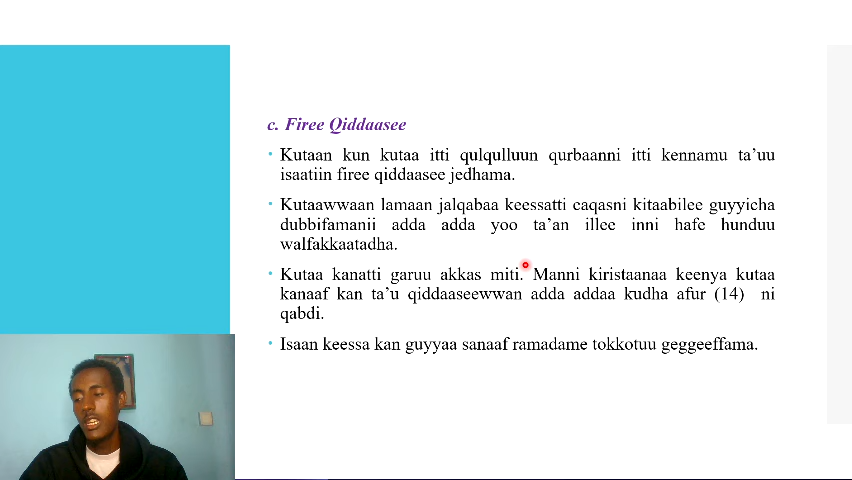 c. Firee Qiddaasee
• Kutaan kun kutaa itti qulqulluun qurbaanni itti kennamu ta’uu
isaatiin firee qiddaasee jedhama.
• Kutaawwaan lamaan jalqabaa keessatti caqasni kitaabilee guyyicha
dubbifamanii adda adda yoo ta’an illee inni hafe hunduu
walfakkaatadha.
• Kutaa kanatti garuu akkas miti. Manni kiristaanaa keenya kutaa
kanaaf kan ta’u qiddaaseewwan adda addaa kudha afur (14) ni
qabdi.
• Isaan keessa kan guyyaa sanaaf ramadame tokkotuu geggeeffama.